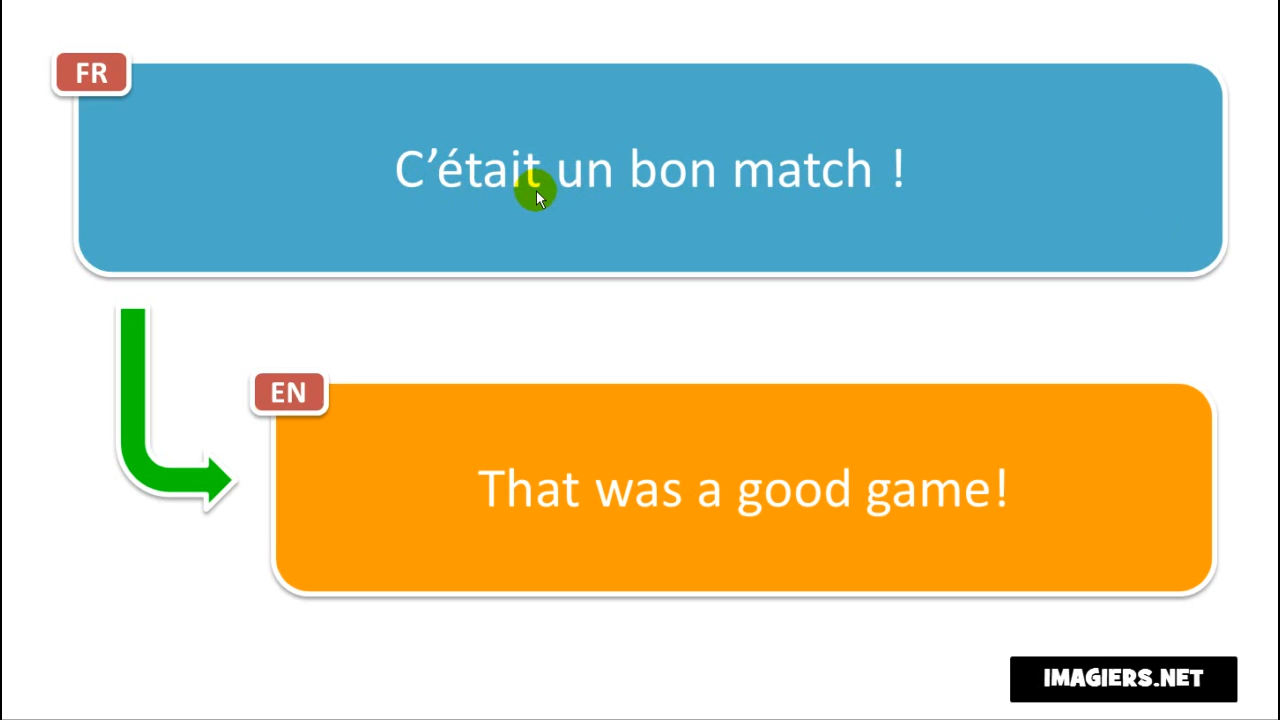 FR
C’était un bon match !
EN
That was a good game!
IMAGIERS.NET